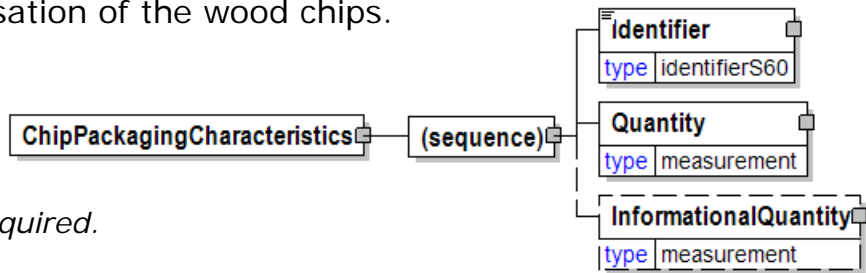 sation of the wood chips.
Identifier
type identifierS60
ChipPackagingCharacteristics
(sequence)
Quantity
type measurement
InformationalQuantity
type measurement
quired.